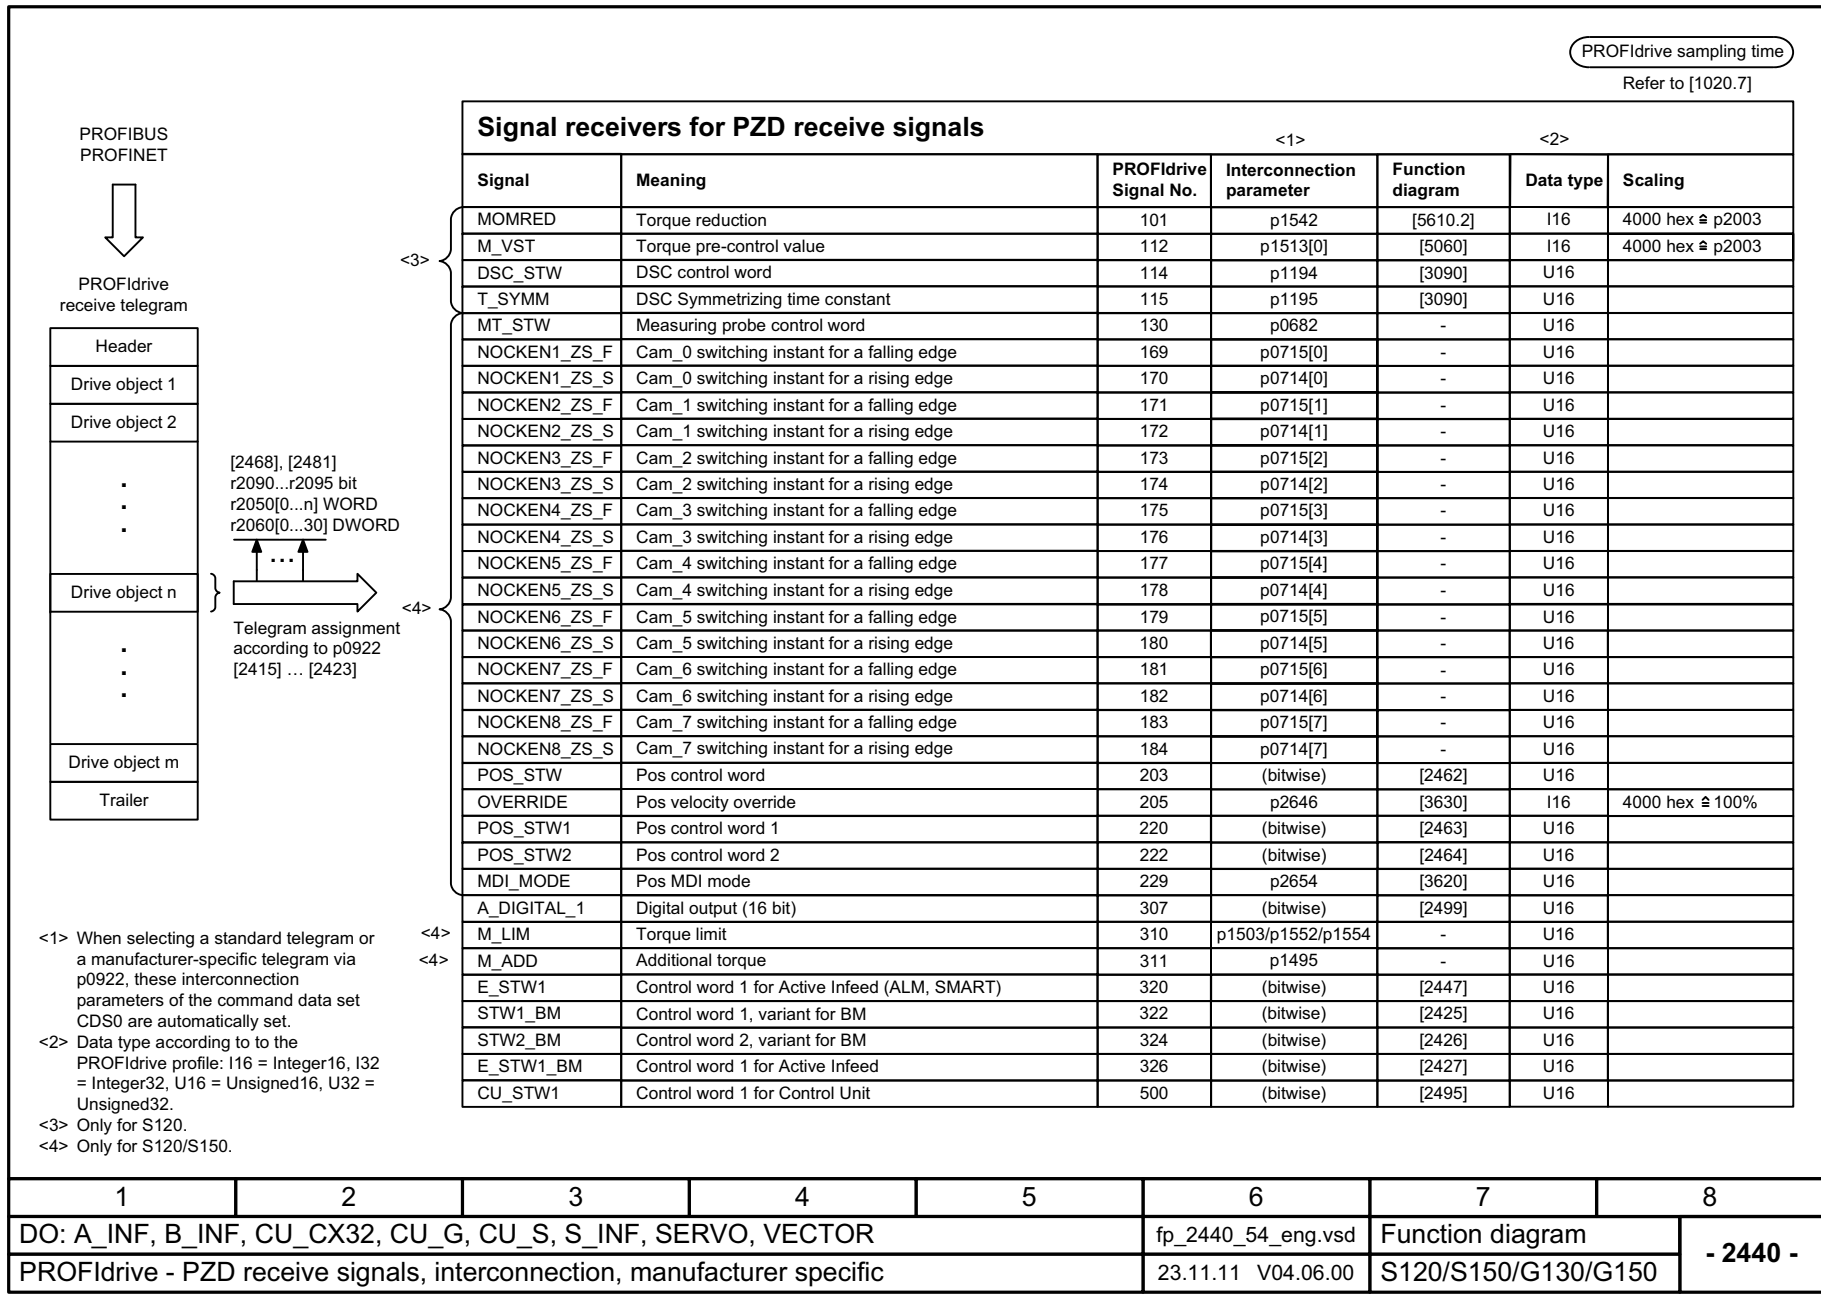 PROFIdrive sampling time
Refer to [1020.7]
PROFIBUS
PROFINET
PROFIdrive
receive telegram
Header
Drive object 1
Drive object 2
.
.
.
Drive object n
.
.
.
Drive object m
Trailer
[2468], [2481]
r2090...r2095 bit
r2050[0...n] WORD
r2060[0...30] DWORD
...
Telegram assignment
according to p0922
[2415] … [2423]
Signal receivers for PZD receive signals <1> <2>
Signal Meaning PROFIdrive Signal No. Interconnection parameter Function diagram Data type Scaling
<3>
MOMRED Torque reduction 101 p1542 [5610.2] I16 4000 hex ≙ p2003
M_VST Torque pre-control value 112 p1513[0] [5060] I16 4000 hex ≙ p2003
DSC_STW DSC control word 114 p1194 [3090] U16
T_SYMM DSC Symmetrizing time constant 115 p1195 [3090] U16
<4>
MT_STW Measuring probe control word 130 p0682 - U16
NOCKEN1_ZS_F Cam_0 switching instant for a falling edge 169 p0715[0] - U16
NOCKEN1_ZS_S Cam_0 switching instant for a rising edge 170 p0714[0] - U16
NOCKEN2_ZS_F Cam_1 switching instant for a falling edge 171 p0715[1] - U16
NOCKEN2_ZS_S Cam_1 switching instant for a rising edge 172 p0714[1] - U16
NOCKEN3_ZS_F Cam_2 switching instant for a falling edge 173 p0715[2] - U16
NOCKEN3_ZS_S Cam_2 switching instant for a rising edge 174 p0714[2] - U16
NOCKEN4_ZS_F Cam_3 switching instant for a falling edge 175 p0715[3] - U16
NOCKEN4_ZS_S Cam_3 switching instant for a rising edge 176 p0714[3] - U16
NOCKEN5_ZS_F Cam_4 switching instant for a falling edge 177 p0715[4] - U16
NOCKEN5_ZS_S Cam_4 switching instant for a rising edge 178 p0714[4] - U16
NOCKEN6_ZS_F Cam_5 switching instant for a falling edge 179 p0715[5] - U16
NOCKEN6_ZS_S Cam_5 switching instant for a rising edge 180 p0714[5] - U16
NOCKEN7_ZS_F Cam_6 switching instant for a falling edge 181 p0715[6] - U16
NOCKEN7_ZS_S Cam_6 switching instant for a rising edge 182 p0714[6] - U16
NOCKEN8_ZS_F Cam_7 switching instant for a falling edge 183 p0715[7] - U16
NOCKEN8_ZS_S Cam_7 switching instant for a rising edge 184 p0714[7] - U16
POS_STW Pos control word 203 (bitwise) [2462] U16
OVERRIDE Pos velocity override 205 p2646 [3630] I16 4000 hex ≙ 100%
POS_STW1 Pos control word 1 220 (bitwise) [2463] U16
POS_STW2 Pos control word 2 222 (bitwise) [2464] U16
MDI_MODE Pos MDI mode 229 p2654 [3620] U16
A_DIGITAL_1 Digital output (16 bit) 307 (bitwise) [2499] U16
<4> M_LIM Torque limit 310 p1503/p1552/p1554 - U16
<4> M_ADD Additional torque 311 p1495 - U16
E_STW1 Control word 1 for Active Infeed (ALM, SMART) 320 (bitwise) [2447] U16
STW1_BM Control word 1, variant for BM 322 (bitwise) [2425] U16
STW2_BM Control word 2, variant for BM 324 (bitwise) [2426] U16
E_STW1_BM Control word 1 for Active Infeed 326 (bitwise) [2427] U16
CU_STW1 Control word 1 for Control Unit 500 (bitwise) [2495] U16
<1> When selecting a standard telegram or
a manufacturer-specific telegram via
p0922, these interconnection
parameters of the command data set
CDS0 are automatically set.
<2> Data type according to to the
PROFIdrive profile: I16 = Integer16, I32
= Integer32, U16 = Unsigned16, U32 =
Unsigned32.
<3> Only for S120.
<4> Only for S120/S150.
1 2 3 4 5 6 7 8
DO: A_INF, B_INF, CU_CX32, CU_G, CU_S, S_INF, SERVO, VECTOR fp_2440_54_eng.vsd Function diagram - 2440 -
PROFIdrive - PZD receive signals, interconnection, manufacturer specific 23.11.11 V04.06.00 S120/S150/G130/G150